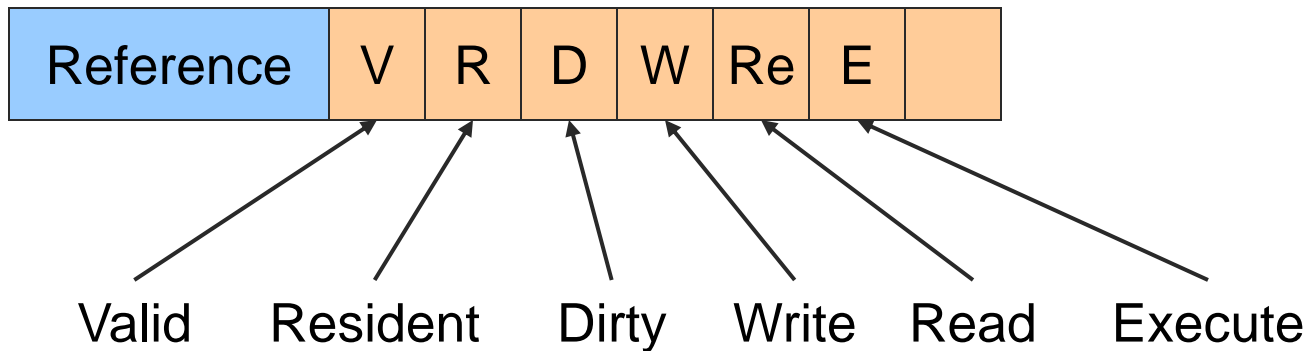 Reference V R D W Re E
Valid Resident Dirty Write Read Execute